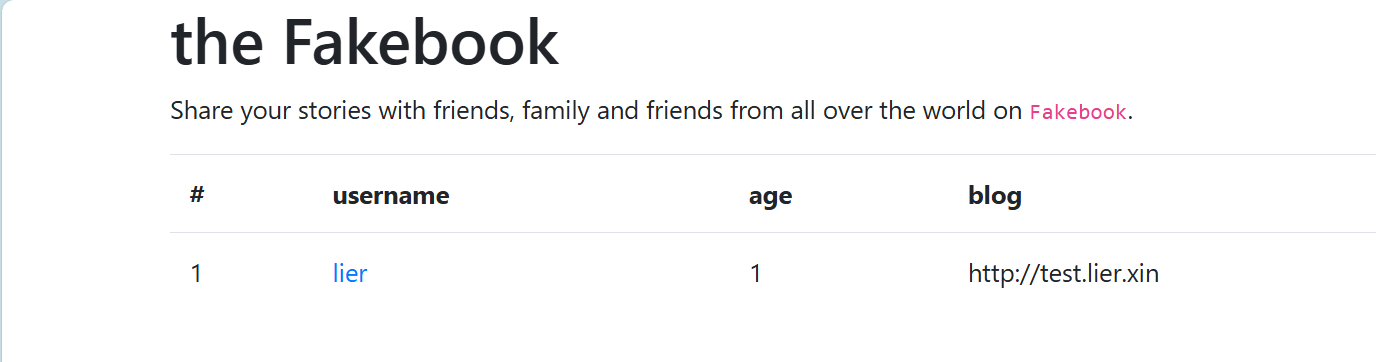 the Fakebook
Share your stories with friends, family and friends from all over the world on Fakebook.
# username age blog
1 lier 1 http://test.lier.xin